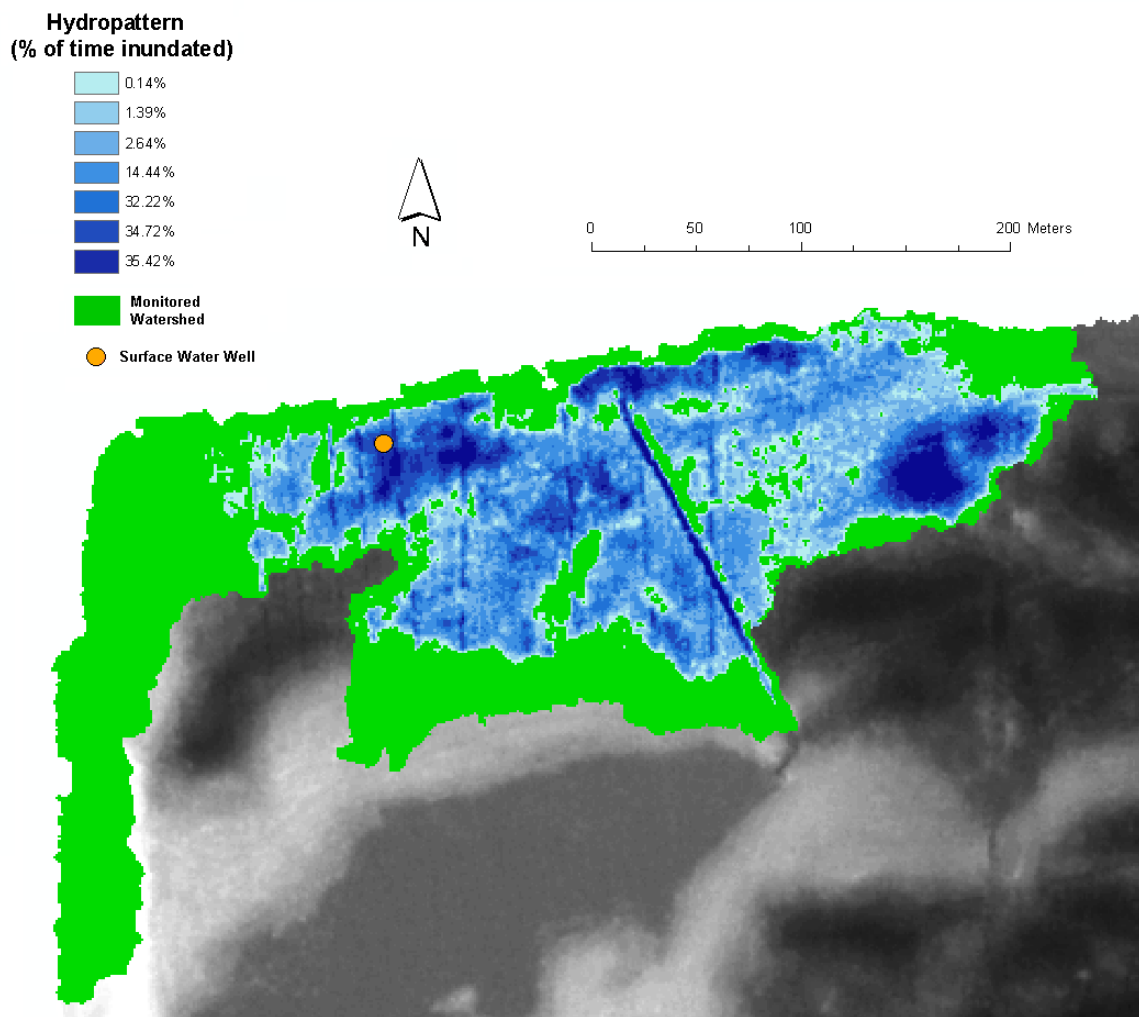 Hydropattern
(% of time inundated)
0.14%
1.39%
2.64%
14.44%
32.22%
34.72%
35.42%
Monitored
Watershed
Surface Water Well
N
0 50 100 200 Meters